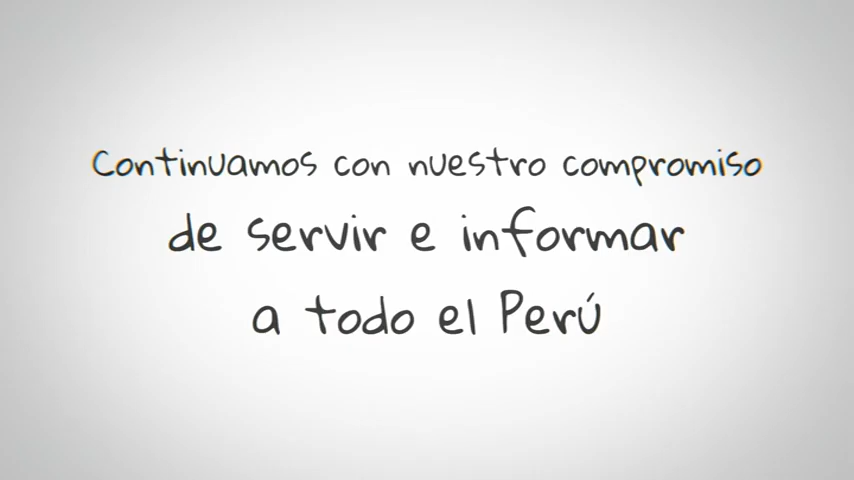 Continuamos con nuestro compromiso
de servir e informar
a todo el Perú